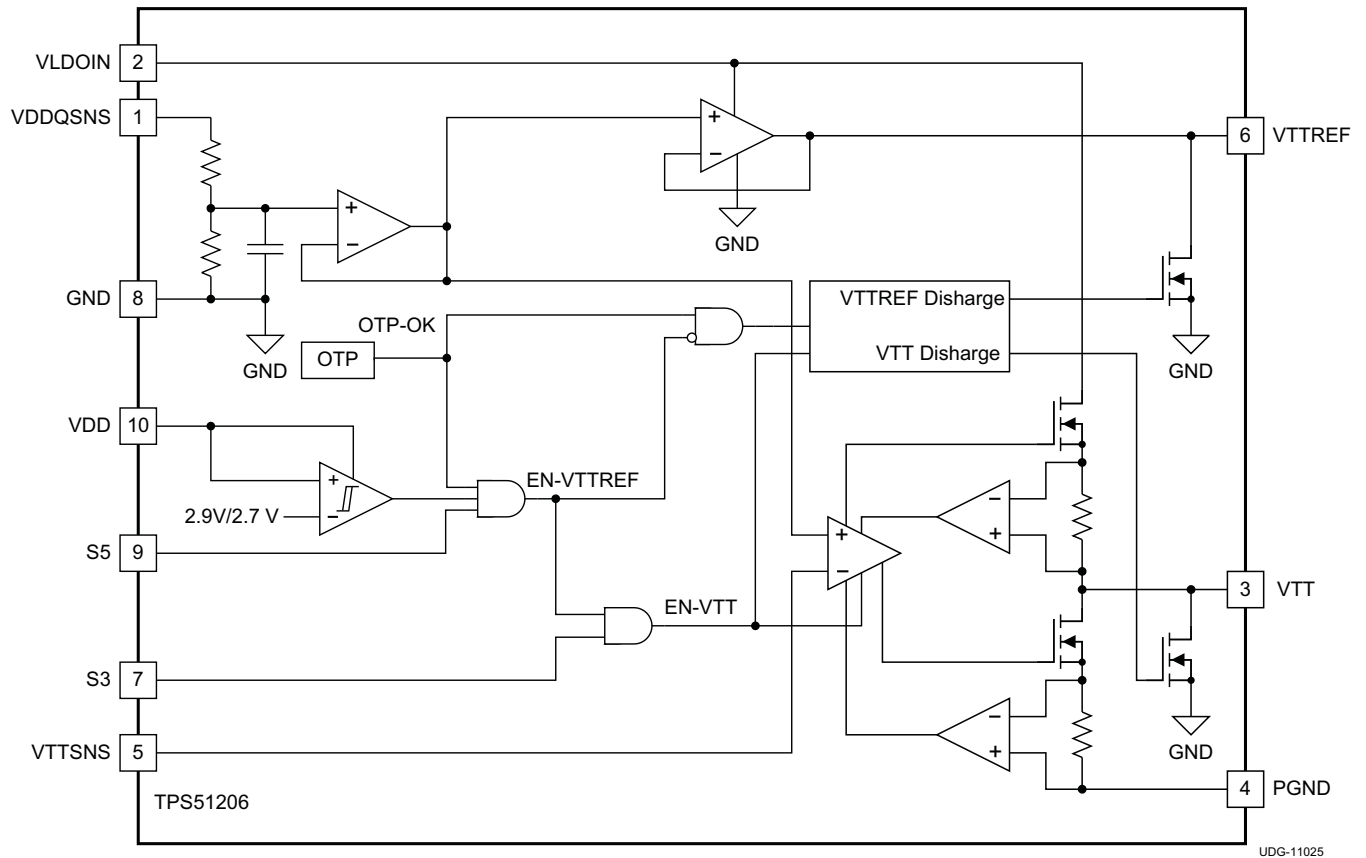 VLDOIN 2
VDDQSNS 1
+
−
6 VTTREF
GND
+
−
GND 8
GND
VTTREF Disharge
VTT Disharge
OTP-OK
OTP
GND
VDD 10
+
−
2.9V/2.7 V
EN-VTTREF
−
+
+
−
S5 9
3 VTT
EN-VTT
S3 7
−
+
GND
VTTSNS 5
4 PGND
TPS51206
UDG-11025